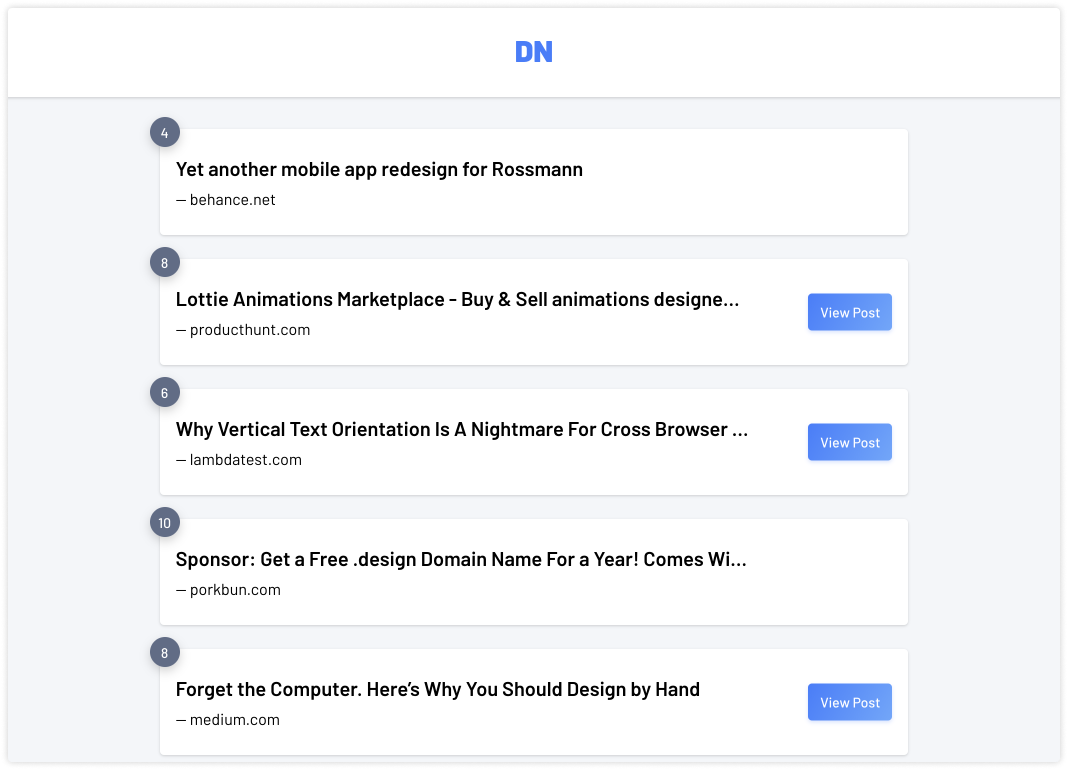 DN
4
Yet another mobile app redesign for Rossmann
— behance.net
8
Lottie Animations Marketplace - Buy & Sell animations designe...
— producthunt.com
View Post
6
Why Vertical Text Orientation Is A Nightmare For Cross Browser ...
— lambdatest.com
View Post
10
Sponsor: Get a Free .design Domain Name For a Year! Comes Wi...
— porkbun.com
8
Forget the Computer. Here’s Why You Should Design by Hand
— medium.com
View Post